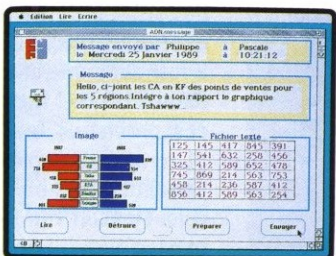 Edition Lire Ecrire
ADN.message
Message envoyé par Philippe à Pascale
le Mercredi 25 janvier 1989 à 10:21:12
Message
Hello, ci-joint les CA en KF des points de ventes pour
les 5 régions. Intègre à ton rapport le graphique
correspondant. Tshawww...
Image
1987 1988
France
USA
Fichier texte
125 145 417 845 391
147 541 632 258 456
325 412 589 652 478
745 869 214 563 753
458 214 236 587 412
856 412 589 563 254
Lire
Détruire
Préparer
Envoyer